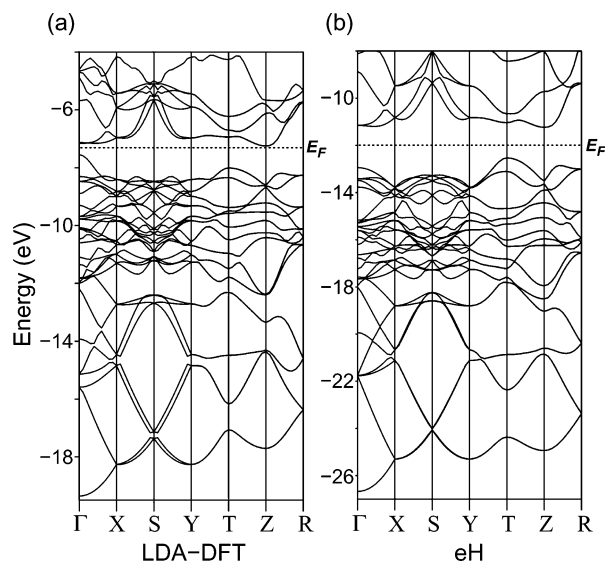 (a)
(b)
Energy (eV)
−6
−10
−14
−18
E_F
Γ X S Y T Z R
LDA−DFT
−10
−14
−18
−22
−26
E_F
Γ X S Y T Z R
eH